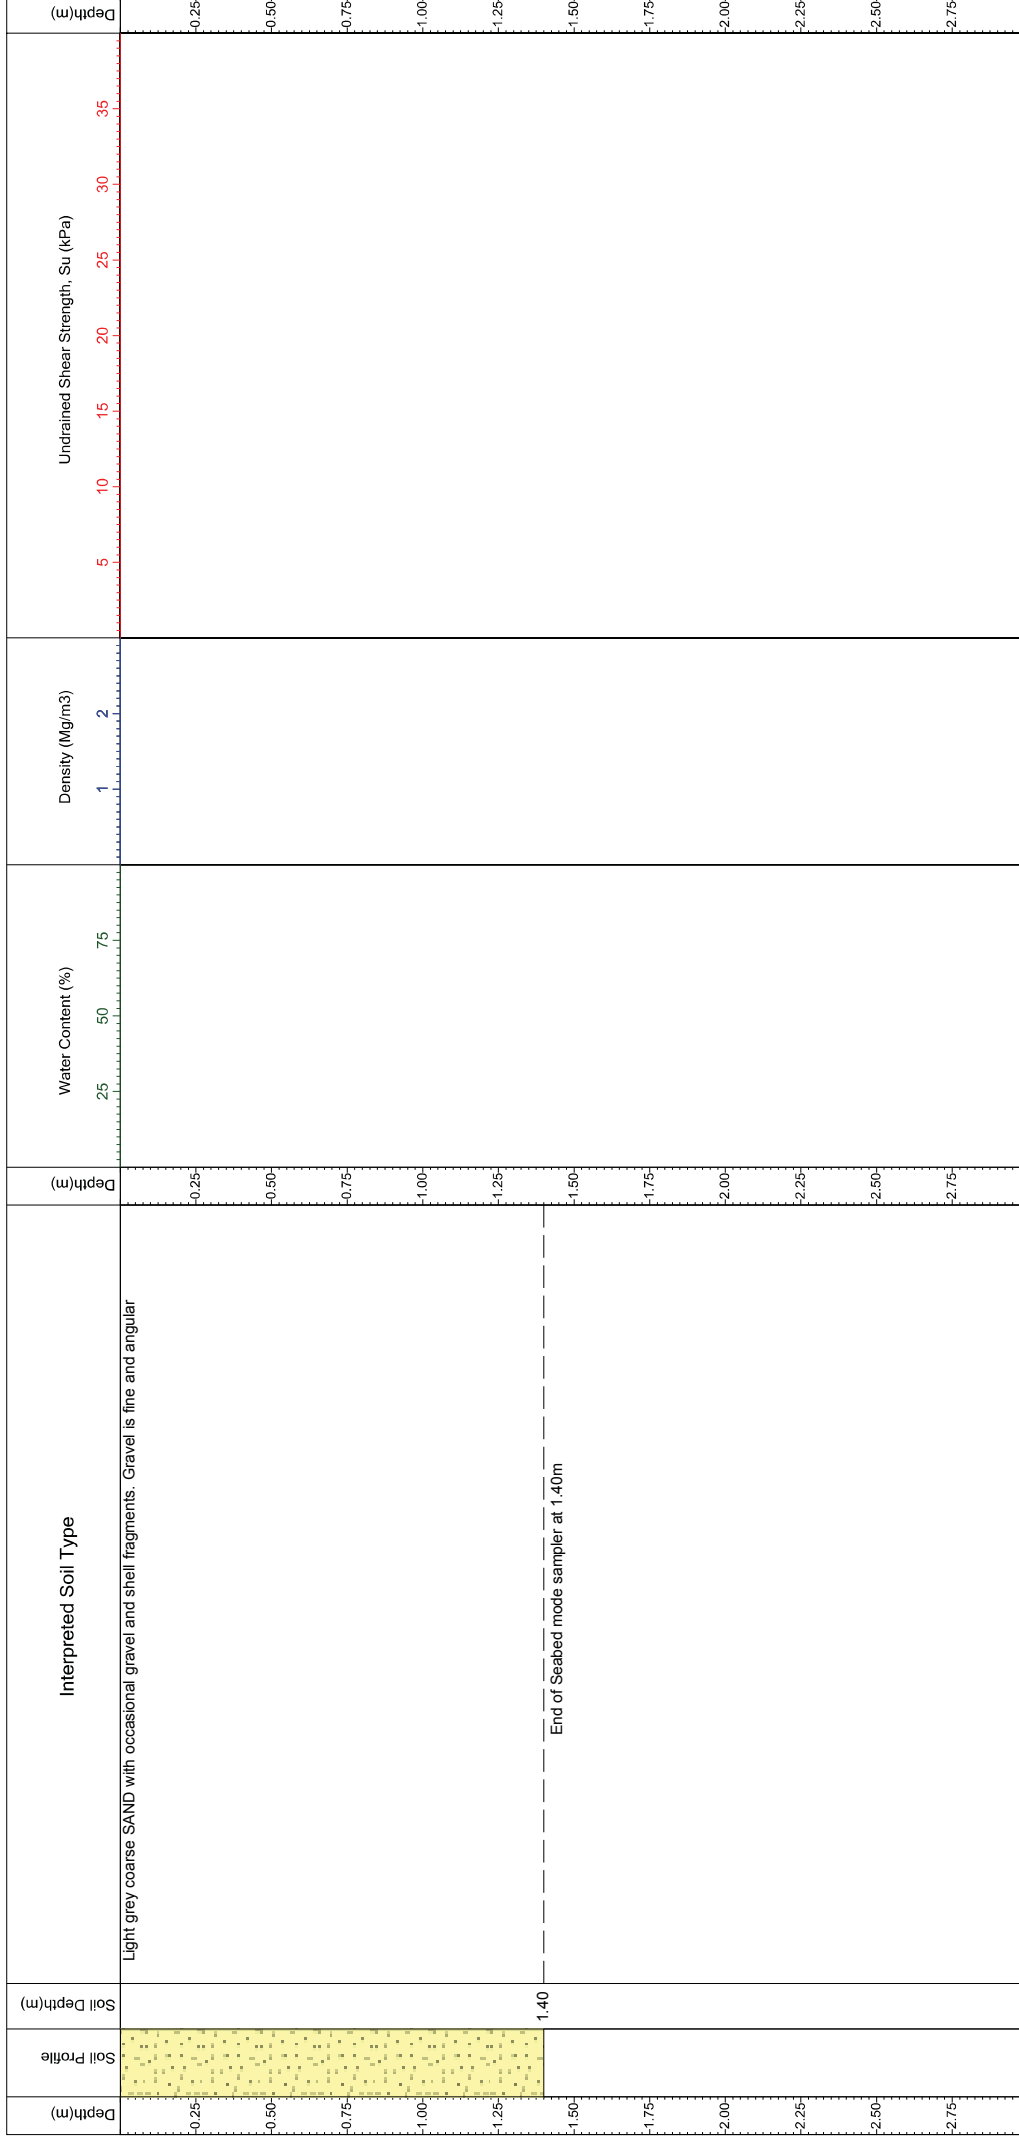 Depth(m)
Soil Profile
Soil Depth(m)
Interpreted Soil Type
Depth(m)
Water Content (%)
Density (Mg/m3)
Undrained Shear Strength, Su (kPa)
Depth(m)
25 50 75
1 2
5 10 15 20 25 30 35
Light grey coarse SAND with occasional gravel and shell fragments. Gravel is fine and angular
1.40
End of Seabed mode sampler at 1.40m
0.25
0.50
0.75
1.00
1.25
1.50
1.75
2.00
2.25
2.50
2.75
0.25
0.50
0.75
1.00
1.25
1.50
1.75
2.00
2.25
2.50
2.75
0.25
0.50
0.75
1.00
1.25
1.50
1.75
2.00
2.25
2.50
2.75